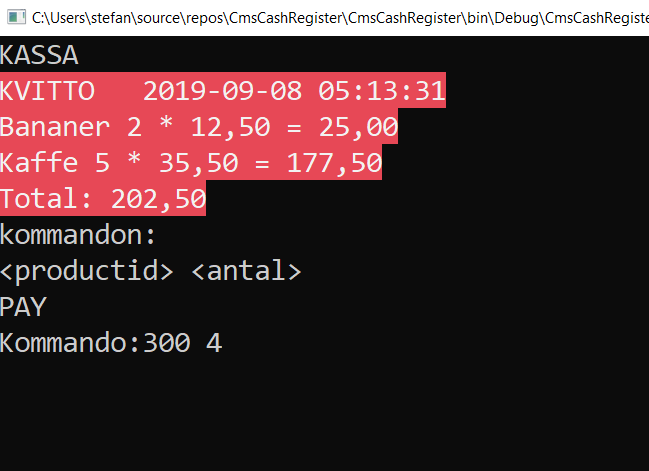 C:\Users\stefan\source\repos\CmsCashRegister\CmsCashRegister\bin\Debug\CmsCashRegiste
KASSA
KVITTO   2019-09-08 05:13:31
Bananer 2 * 12,50 = 25,00
Kaffe 5 * 35,50 = 177,50
Total: 202,50
kommandon:
<productid> <antal>
PAY
Kommando:300 4